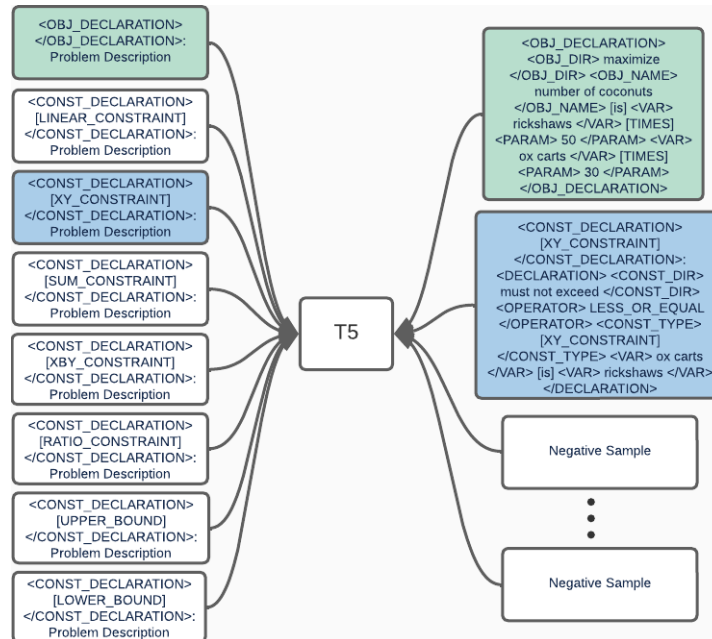 <OBJ_DECLARATION>
</OBJ_DECLARATION>:
Problem Description
<CONST_DECLARATION>
[LINEAR_CONSTRAINT]
</CONST_DECLARATION>:
Problem Description
<CONST_DECLARATION>
[XY_CONSTRAINT]
</CONST_DECLARATION>:
Problem Description
<CONST_DECLARATION>
[SUM_CONSTRAINT]
</CONST_DECLARATION>:
Problem Description
<CONST_DECLARATION>
[XBY_CONSTRAINT]
</CONST_DECLARATION>:
Problem Description
<CONST_DECLARATION>
[RATIO_CONSTRAINT]
</CONST_DECLARATION>:
Problem Description
<CONST_DECLARATION>
[UPPER_BOUND]
</CONST_DECLARATION>:
Problem Description
<CONST_DECLARATION>
[LOWER_BOUND]
</CONST_DECLARATION>:
Problem Description
T5
<OBJ_DECLARATION>
<OBJ_DIR> maximize
</OBJ_DIR> <OBJ_NAME>
number of coconuts
</OBJ_NAME> [is] <VAR>
rickshaws </VAR> [TIMES]
<PARAM> 50 </PARAM> <VAR>
ox carts </VAR> [TIMES]
<PARAM> 30 </PARAM>
</OBJ_DECLARATION>
<CONST_DECLARATION>
[XY_CONSTRAINT]
</CONST_DECLARATION>:
<DECLARATION> <CONST_DIR>
must not exceed </CONST_DIR>
<OPERATOR> LESS_OR_EQUAL
</OPERATOR> <CONST_TYPE>
[XY_CONSTRAINT]
</CONST_TYPE> <VAR> ox carts
</VAR> [is] <VAR> rickshaws </VAR>
</DECLARATION>
Negative Sample
Negative Sample